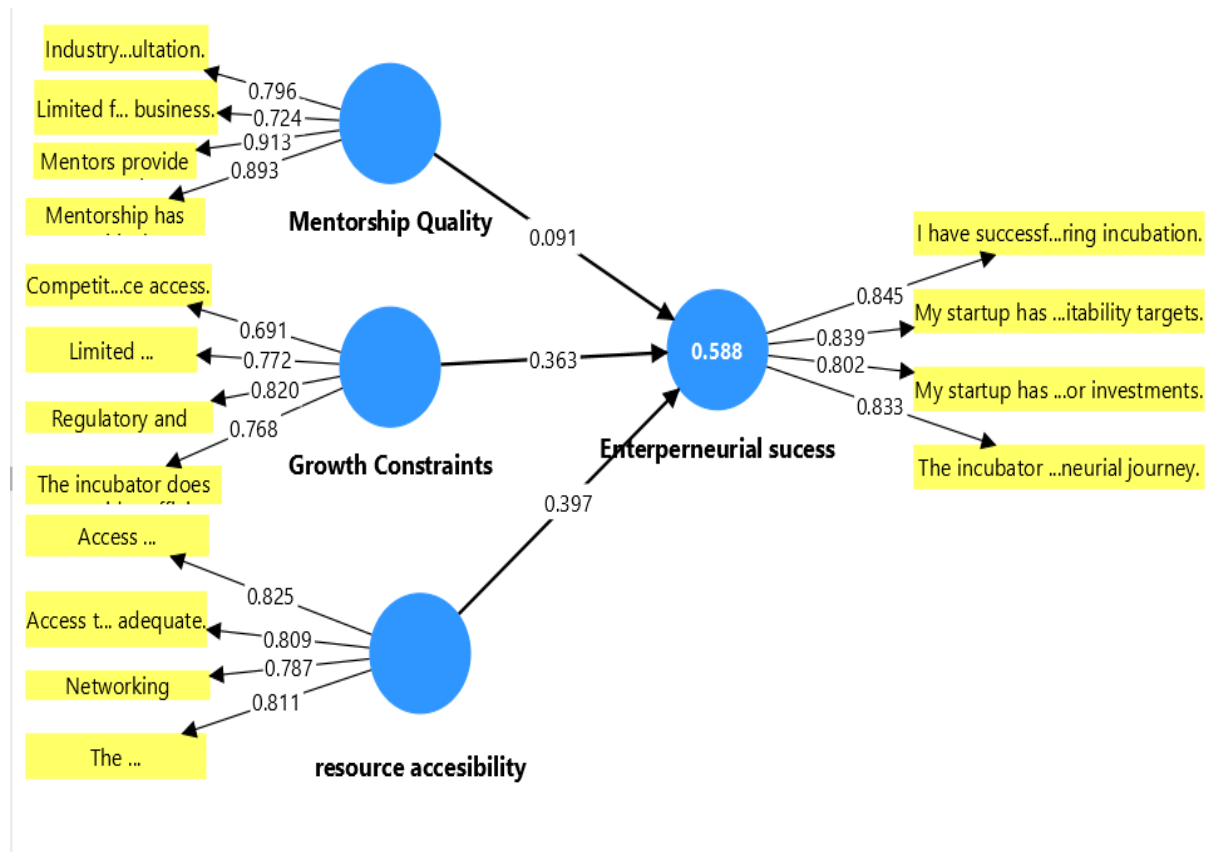 Industry...ultation.
0.796
Limited f... business.
0.724
Mentors provide
0.913
Mentorship has
0.893
Mentorship Quality
0.091
Competit...ce access.
0.691
Limited ...
0.772
Regulatory and
0.820
The incubator does
0.768
Growth Constraints
0.363
Access ...
0.825
Access t... adequate.
0.809
Networking
0.787
The ...
0.811
resource accesibility
0.397
0.588
Enterperneurial sucess
I have successf...ring incubation.
0.845
My startup has ...itability targets.
0.839
My startup has ...or investments.
0.802
The incubator ...neurial journey.
0.833